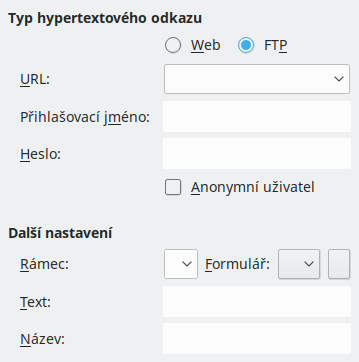 Typ hypertextového odkazu
Web FTP
URL:
Přihlašovací jméno:
Heslo:
Anonymní uživatel
Další nastavení
Rámec: Formulář:
Text:
Název: